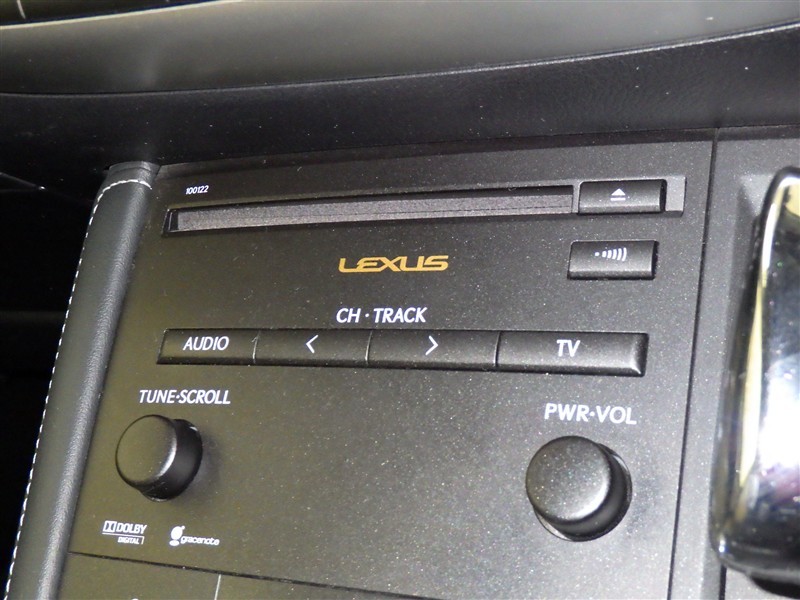 100122
LEXUS
CH · TRACK
AUDIO < > TV
TUNE·SCROLL
PWR·VOL
DOLBY
DIGITAL
gracenote